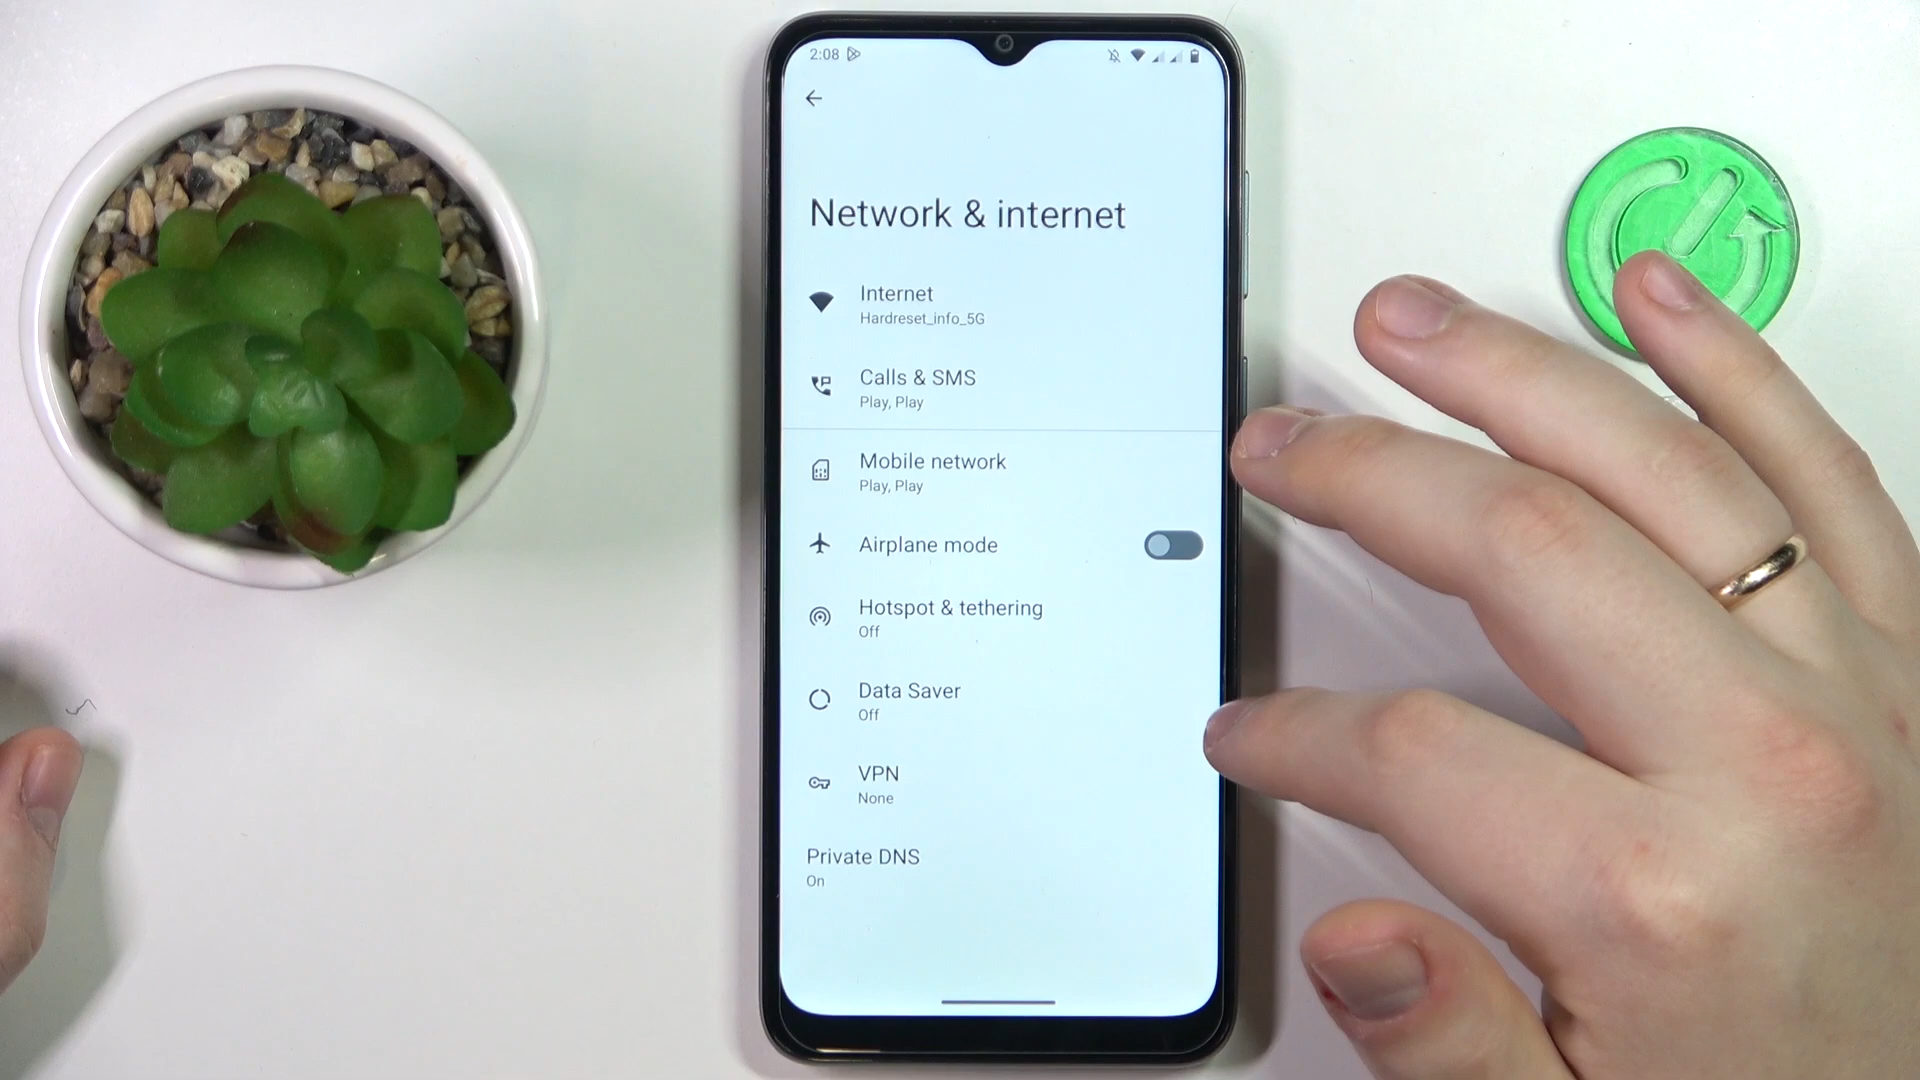 2:08
Network & internet
Internet
Hardreset_info_5G
Calls & SMS
Play, Play
Mobile network
Play, Play
Airplane mode
Hotspot & tethering
Off
Data Saver
Off
VPN
None
Private DNS
On